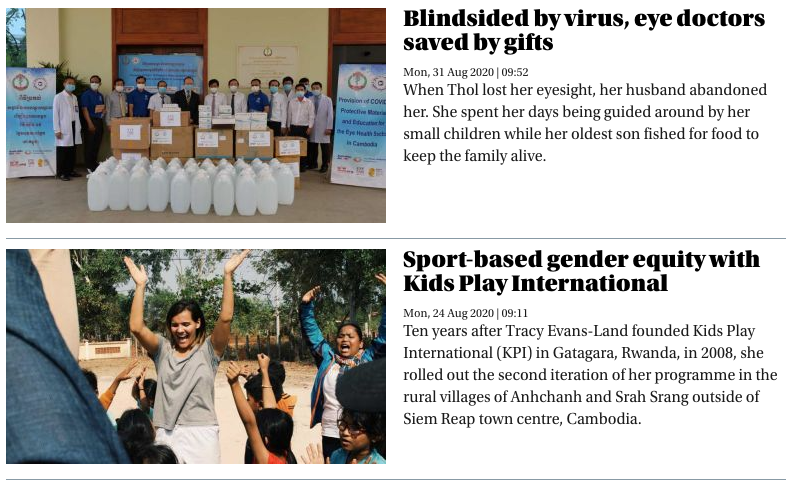 Blindsided by virus, eye doctors
saved by gifts
Mon, 31 Aug 2020 | 09:52
When Thol lost her eyesight, her husband abandoned
her. She spent her days being guided around by her
small children while her oldest son fished for food to
keep the family alive.
Provision of COVID
Protective Material
and Education for
the Eye Health
in Cambodia
Sport-based gender equity with
Kids Play International
Mon, 24 Aug 2020 | 09:11
Ten years after Tracy Evans-Land founded Kids Play
International (KPI) in Gatagara, Rwanda, in 2008, she
rolled out the second iteration of her programme in the
rural villages of Anhchanh and Srah Srang outside of
Siem Reap town centre, Cambodia.